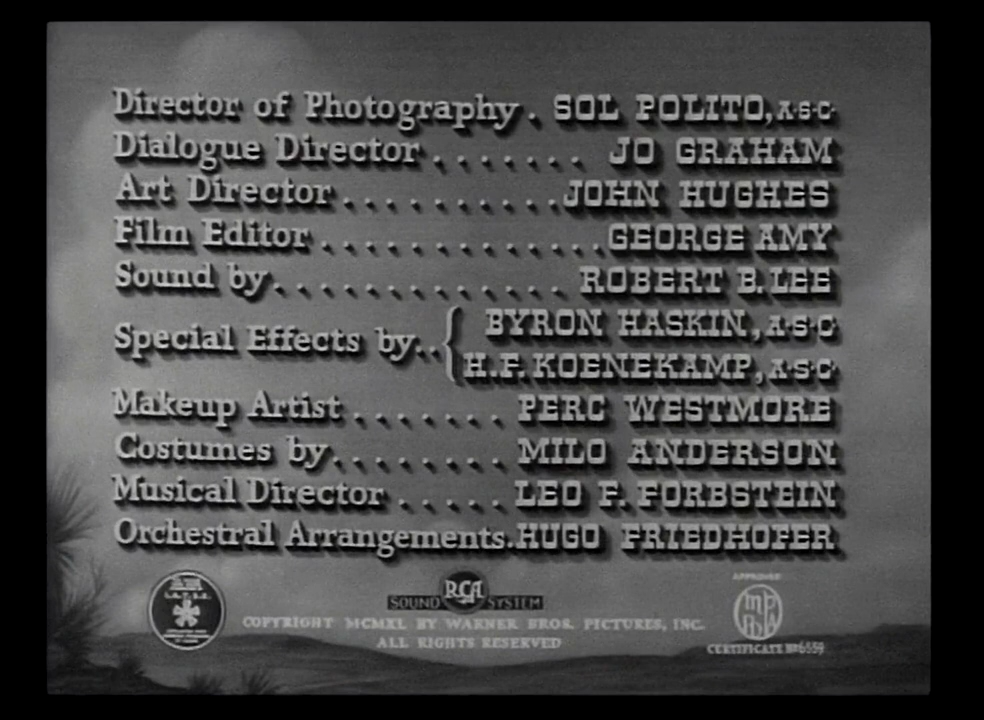 Director of Photography . SOL POLITO, A·S·C·
Dialogue Director . . . . . . . JO GRAHAM
Art Director . . . . . . . . . . JOHN HUGHES
Film Editor . . . . . . . . . . . . . GEORGE AMY
Sound by . . . . . . . . . . . . . ROBERT B. LEE
BYRON HASKIN, A·S·C·
Special Effects by . . {
H. F. KOENEKAMP, A·S·C·
Makeup Artist . . . . . . . PERC WESTMORE
Costumes by . . . . . . . . MILO ANDERSON
Musical Director . . . . . LEO F. FORBSTEIN
Orchestral Arrangements . HUGO FRIEDHOFER
I.A.T.S.E.
RCA
SOUND SYSTEM
COPYRIGHT MCMXL BY WARNER BROS. PICTURES, INC.
ALL RIGHTS RESERVED
APPROVED
MPPDA
CERTIFICATE Nº 6559